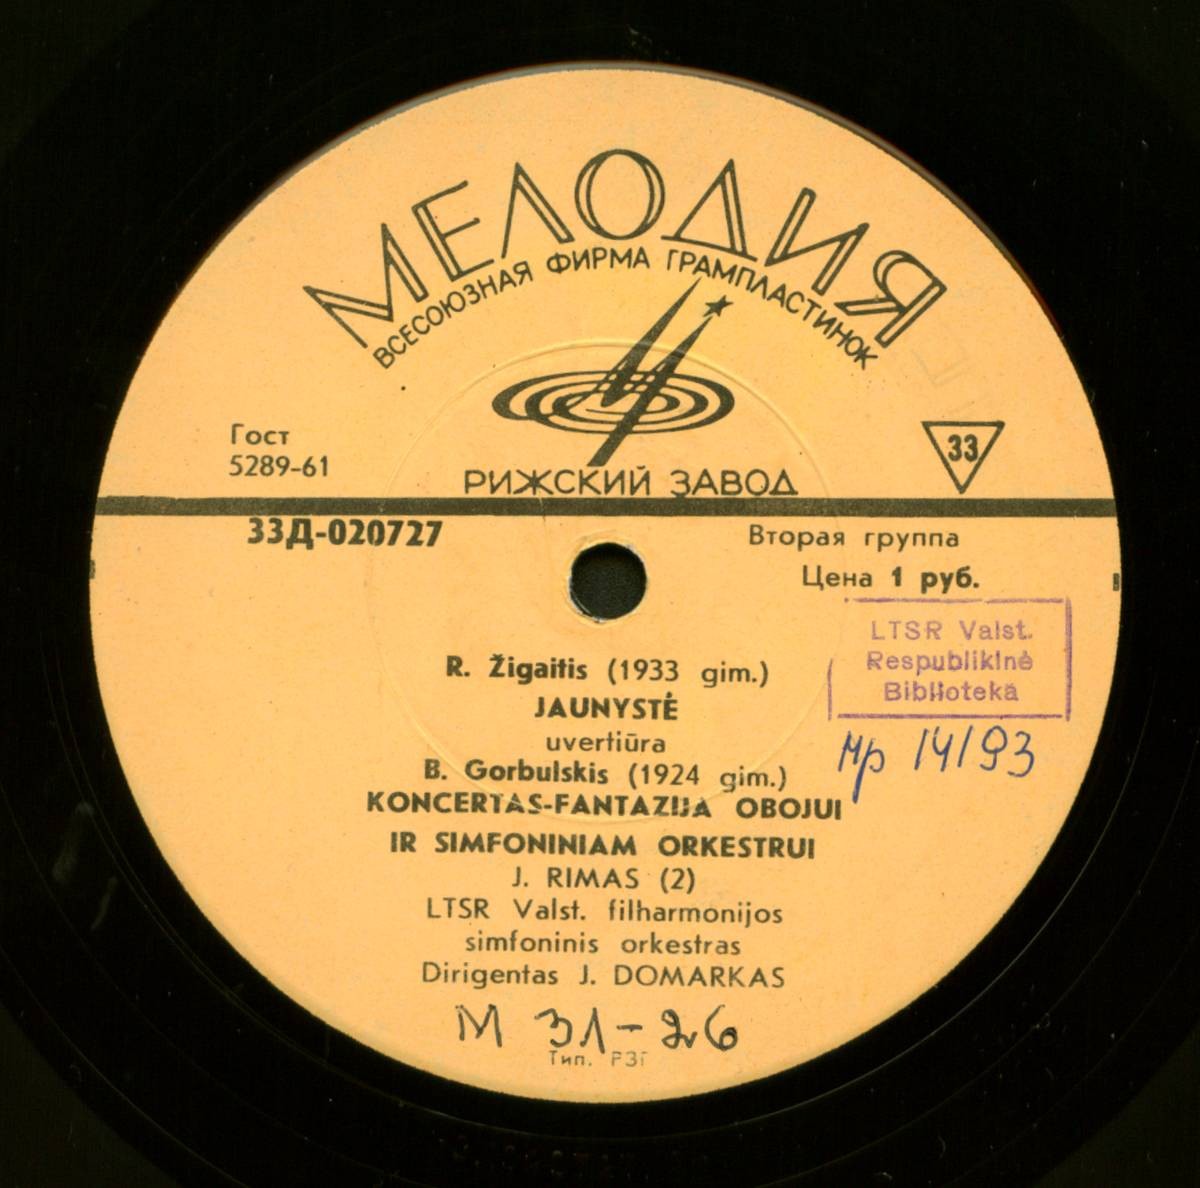 МЕЛОДИЯ
ВСЕСОЮЗНАЯ ФИРМА ГРАМПЛАСТИНОК
Гост
5289-61
33
РИЖСКИЙ ЗАВОД
33Д-020727
Вторая группа
Цена 1 руб.
LTSR Valst.
Respublikinė
Biblioteka
Mp 14193
R. Žigaitis (1933 gim.)
JAUNYSTĖ
uvertiūra
B. Gorbulskis (1924 gim.)
KONCERTAS-FANTAZIJA OBOJUI
IR SIMFONINIAM ORKESTRUI
J. RIMAS (2)
LTSR Valst. filharmonijos
simfoninis orkestras
Dirigentas J. DOMARKAS
М 31-26
Тип. РЗГ